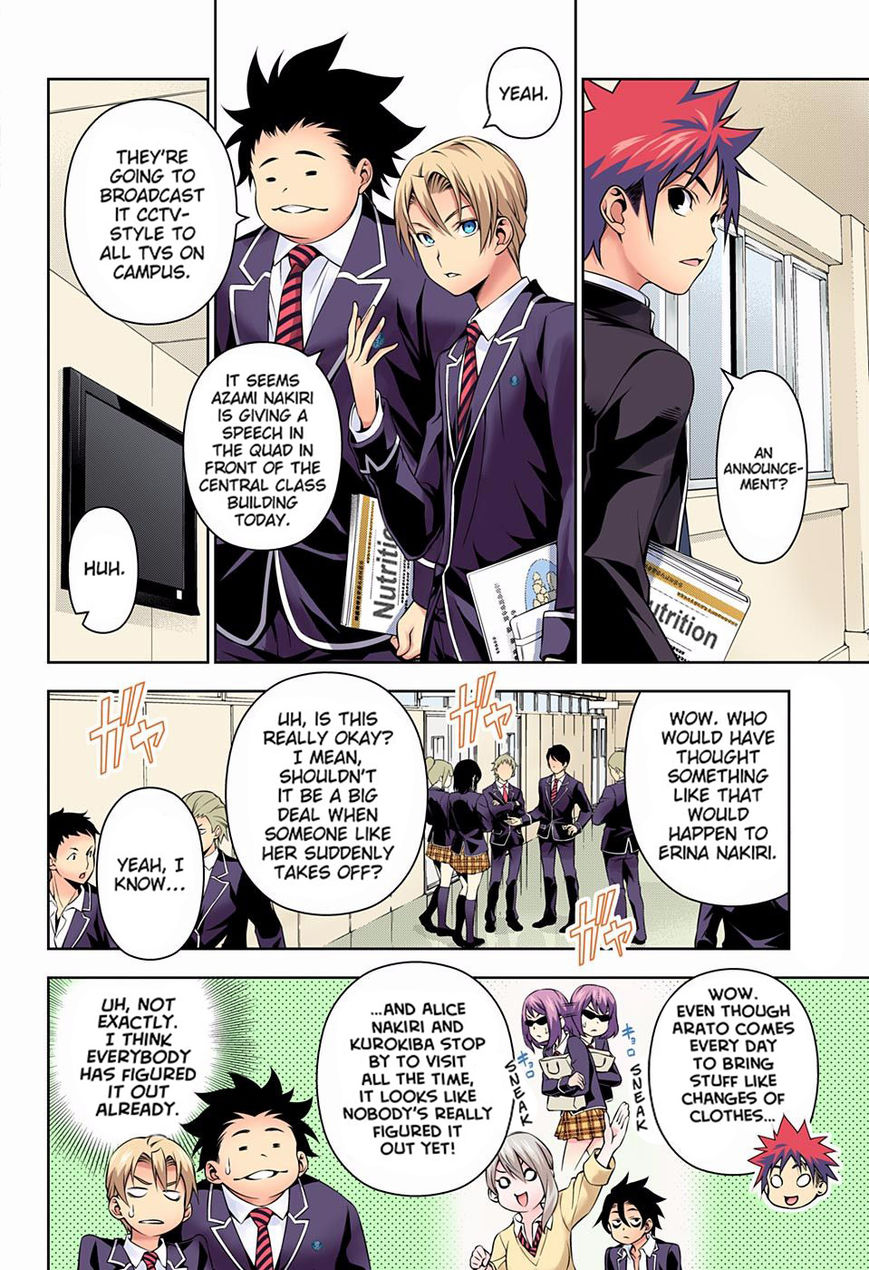 AN
ANNOUNCE-
MENT?
YEAH.
IT SEEMS
AZAMI NAKIRI
IS GIVING A
SPEECH IN
THE QUAD IN
FRONT OF THE
CENTRAL CLASS
BUILDING
TODAY.
THEY'RE
GOING TO
BROADCAST
IT CCTV-
STYLE TO
ALL TVS ON
CAMPUS.
HUH.
Nutrition
Nutritio
WOW. WHO
WOULD HAVE
THOUGHT
SOMETHING
LIKE THAT
WOULD
HAPPEN TO
ERINA NAKIRI.
UH, IS THIS
REALLY OKAY?
I MEAN,
SHOULDN'T
IT BE A BIG
DEAL WHEN
SOMEONE LIKE
HER SUDDENLY
TAKES OFF?
YEAH, I
KNOW...
ガヤ
ガヤ
ガヤ
WOW.
EVEN THOUGH
ARATO COMES
EVERY DAY
TO BRING
STUFF LIKE
CHANGES OF
CLOTHES...
キョロ
SNEAK
キョロ
SNEAK
...AND ALICE
NAKIRI AND
KUROKIBA STOP
BY TO VISIT
ALL THE TIME,
IT LOOKS LIKE
NOBODY'S REALLY
FIGURED IT
OUT YET!
UH, NOT
EXACTLY.
I THINK
EVERYBODY
HAS FIGURED
IT OUT
ALREADY.